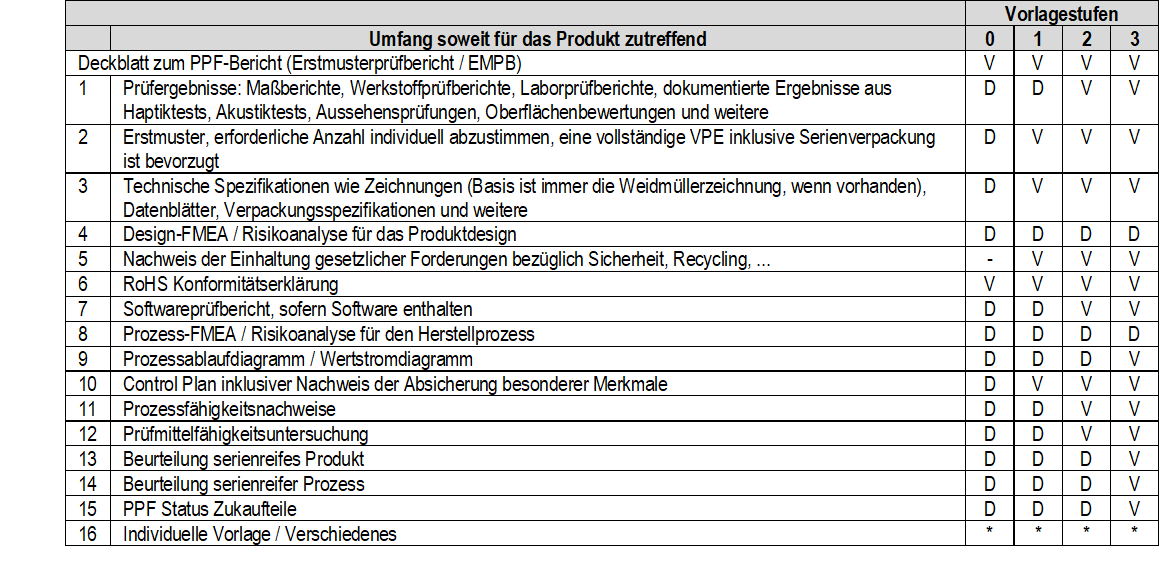 Vorlagestufen
Umfang soweit für das Produkt zutreffend 0 1 2 3
Deckblatt zum PPF-Bericht (Erstmusterprüfbericht / EMPB) V V V V
1 Prüfergebnisse: Maßberichte, Werkstoffprüfberichte, Laborprüfberichte, dokumentierte Ergebnisse aus D D V V
Haptiktests, Akustiktests, Aussehensprüfungen, Oberflächenbewertungen und weitere
2 Erstmuster, erforderliche Anzahl individuell abzustimmen, eine vollständige VPE inklusive Serienverpackung D V V V
ist bevorzugt
3 Technische Spezifikationen wie Zeichnungen (Basis ist immer die Weidmüllerzeichnung, wenn vorhanden), D V V V
Datenblätter, Verpackungsspezifikationen und weitere
4 Design-FMEA / Risikoanalyse für das Produktdesign D D D D
5 Nachweis der Einhaltung gesetzlicher Forderungen bezüglich Sicherheit, Recycling, ... - V V V
6 RoHS Konformitätserklärung V V V V
7 Softwareprüfbericht, sofern Software enthalten D D V V
8 Prozess-FMEA / Risikoanalyse für den Herstellprozess D D D D
9 Prozessablaufdiagramm / Wertstromdiagramm D D D V
10 Control Plan inklusiver Nachweis der Absicherung besonderer Merkmale D V V V
11 Prozessfähigkeitsnachweise D D V V
12 Prüfmittelfähigkeitsuntersuchung D D V V
13 Beurteilung serienreifes Produkt D D D V
14 Beurteilung serienreifer Prozess D D D V
15 PPF Status Zukaufteile D D D V
16 Individuelle Vorlage / Verschiedenes * * * *